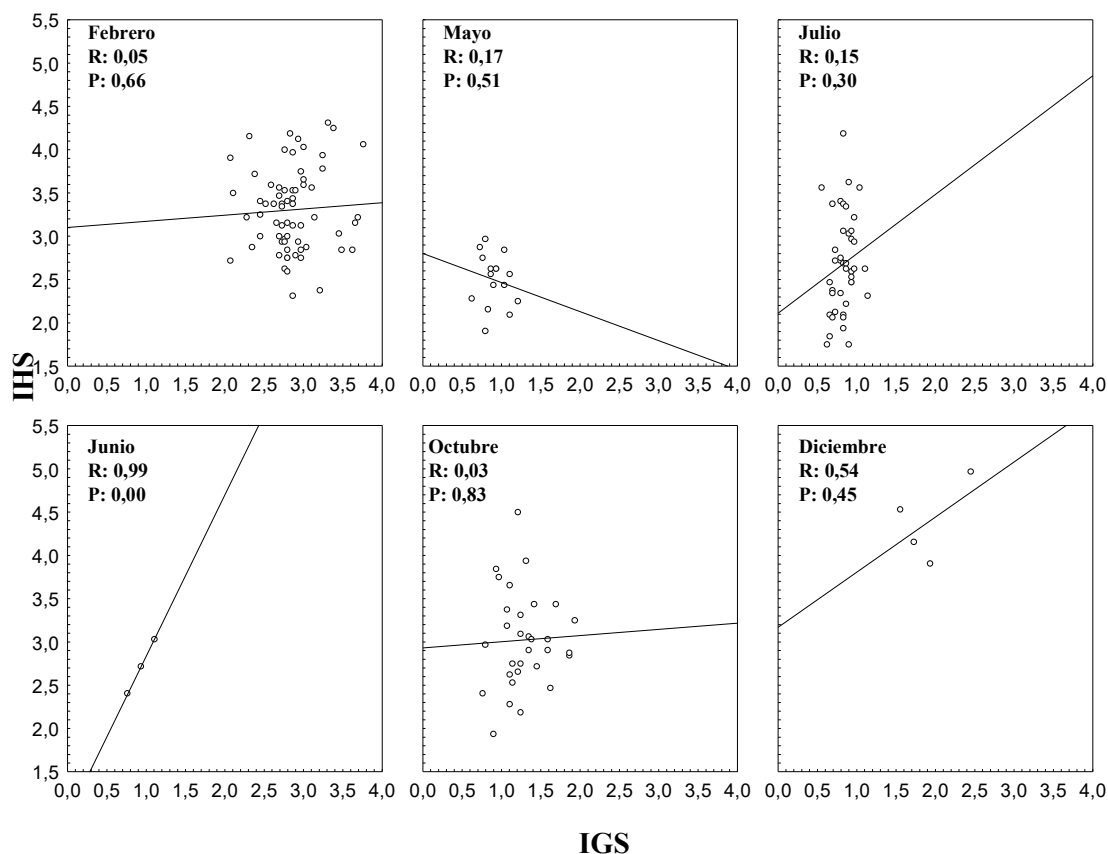 Febrero
R: 0,05
P: 0,66
Mayo
R: 0,17
P: 0,51
Julio
R: 0,15
P: 0,30
5,5
5,0
4,5
4,0
3,5
3,0
2,5
2,0
1,5
0,0 0,5 1,0 1,5 2,0 2,5 3,0 3,5 4,0
0,0 0,5 1,0 1,5 2,0 2,5 3,0 3,5 4,0
0,0 0,5 1,0 1,5 2,0 2,5 3,0 3,5 4,0
IHS
Junio
R: 0,99
P: 0,00
Octubre
R: 0,03
P: 0,83
Diciembre
R: 0,54
P: 0,45
5,5
5,0
4,5
4,0
3,5
3,0
2,5
2,0
1,5
0,0 0,5 1,0 1,5 2,0 2,5 3,0 3,5 4,0
0,0 0,5 1,0 1,5 2,0 2,5 3,0 3,5 4,0
0,0 0,5 1,0 1,5 2,0 2,5 3,0 3,5 4,0
IGS